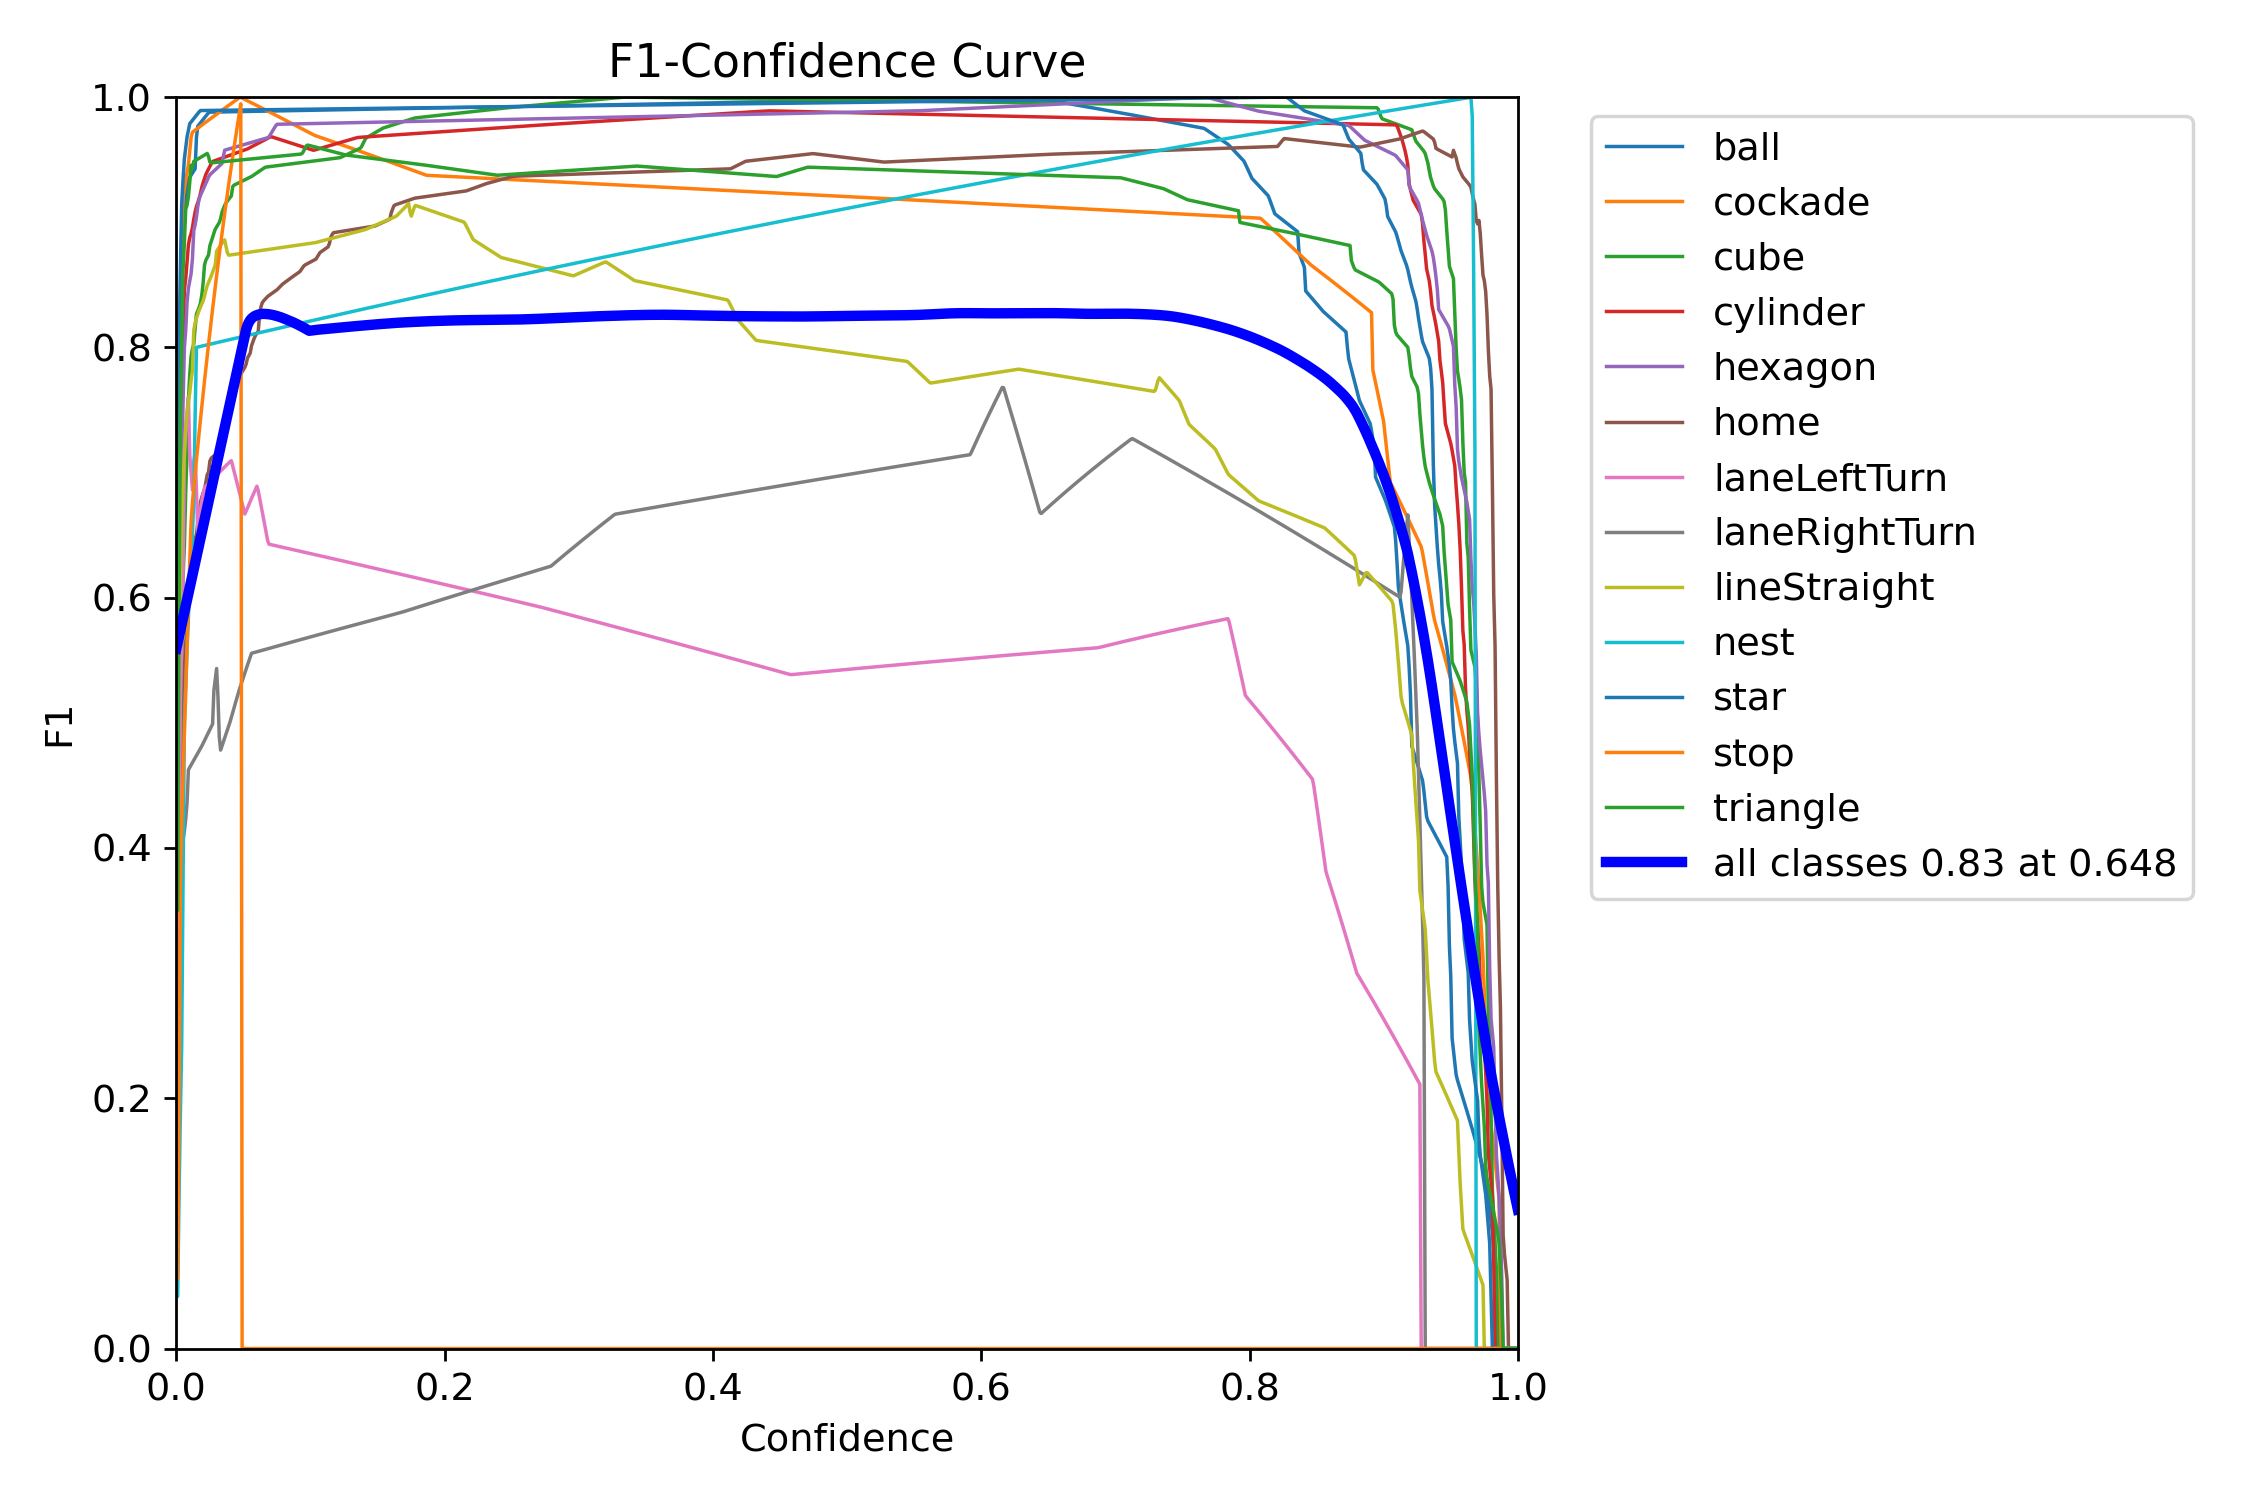 F1-Confidence Curve
1.0
0.8
0.6
0.4
0.2
0.0
F1
0.0 0.2 0.4 0.6 0.8 1.0
Confidence
ball
cockade
cube
cylinder
hexagon
home
laneLeftTurn
laneRightTurn
lineStraight
nest
star
stop
triangle
all classes 0.83 at 0.648